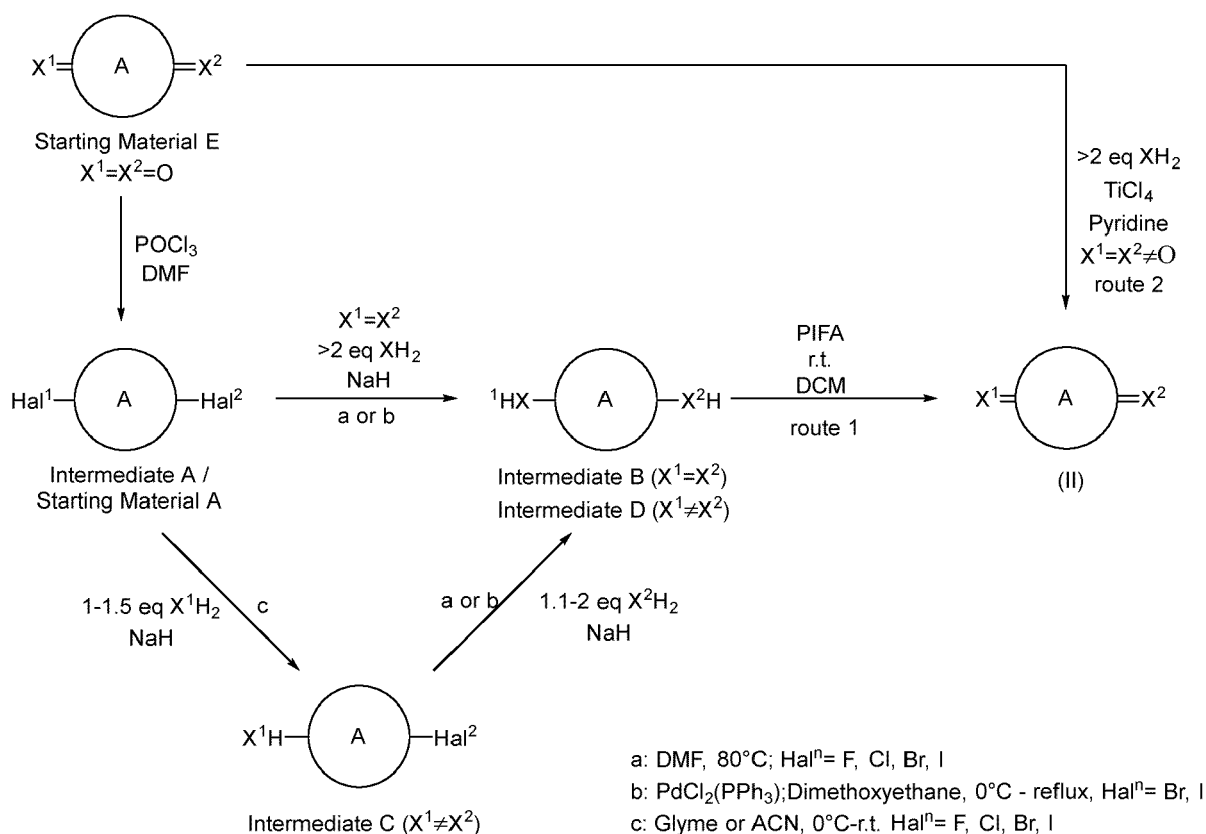 X¹= A =X²
Starting Material E
X¹=X²=O
POCl₃
DMF
>2 eq XH₂
TiCl₄
Pyridine
X¹=X²≠O
route 2
Hal¹ A Hal²
Intermediate A /
Starting Material A
X¹=X²
>2 eq XH₂
NaH
a or b
¹HX A X²H
Intermediate B (X¹=X²)
Intermediate D (X¹≠X²)
PIFA
r.t.
DCM
route 1
X¹= A =X²
(II)
1-1.5 eq X¹H₂
NaH
c
a or b
1.1-2 eq X²H₂
NaH
X¹H A Hal²
Intermediate C (X¹≠X²)
a: DMF, 80°C; Halⁿ= F, Cl, Br, I
b: PdCl₂(PPh₃);Dimethoxyethane, 0°C - reflux, Halⁿ= Br, I
c: Glyme or ACN, 0°C-r.t. Halⁿ= F, Cl, Br, I